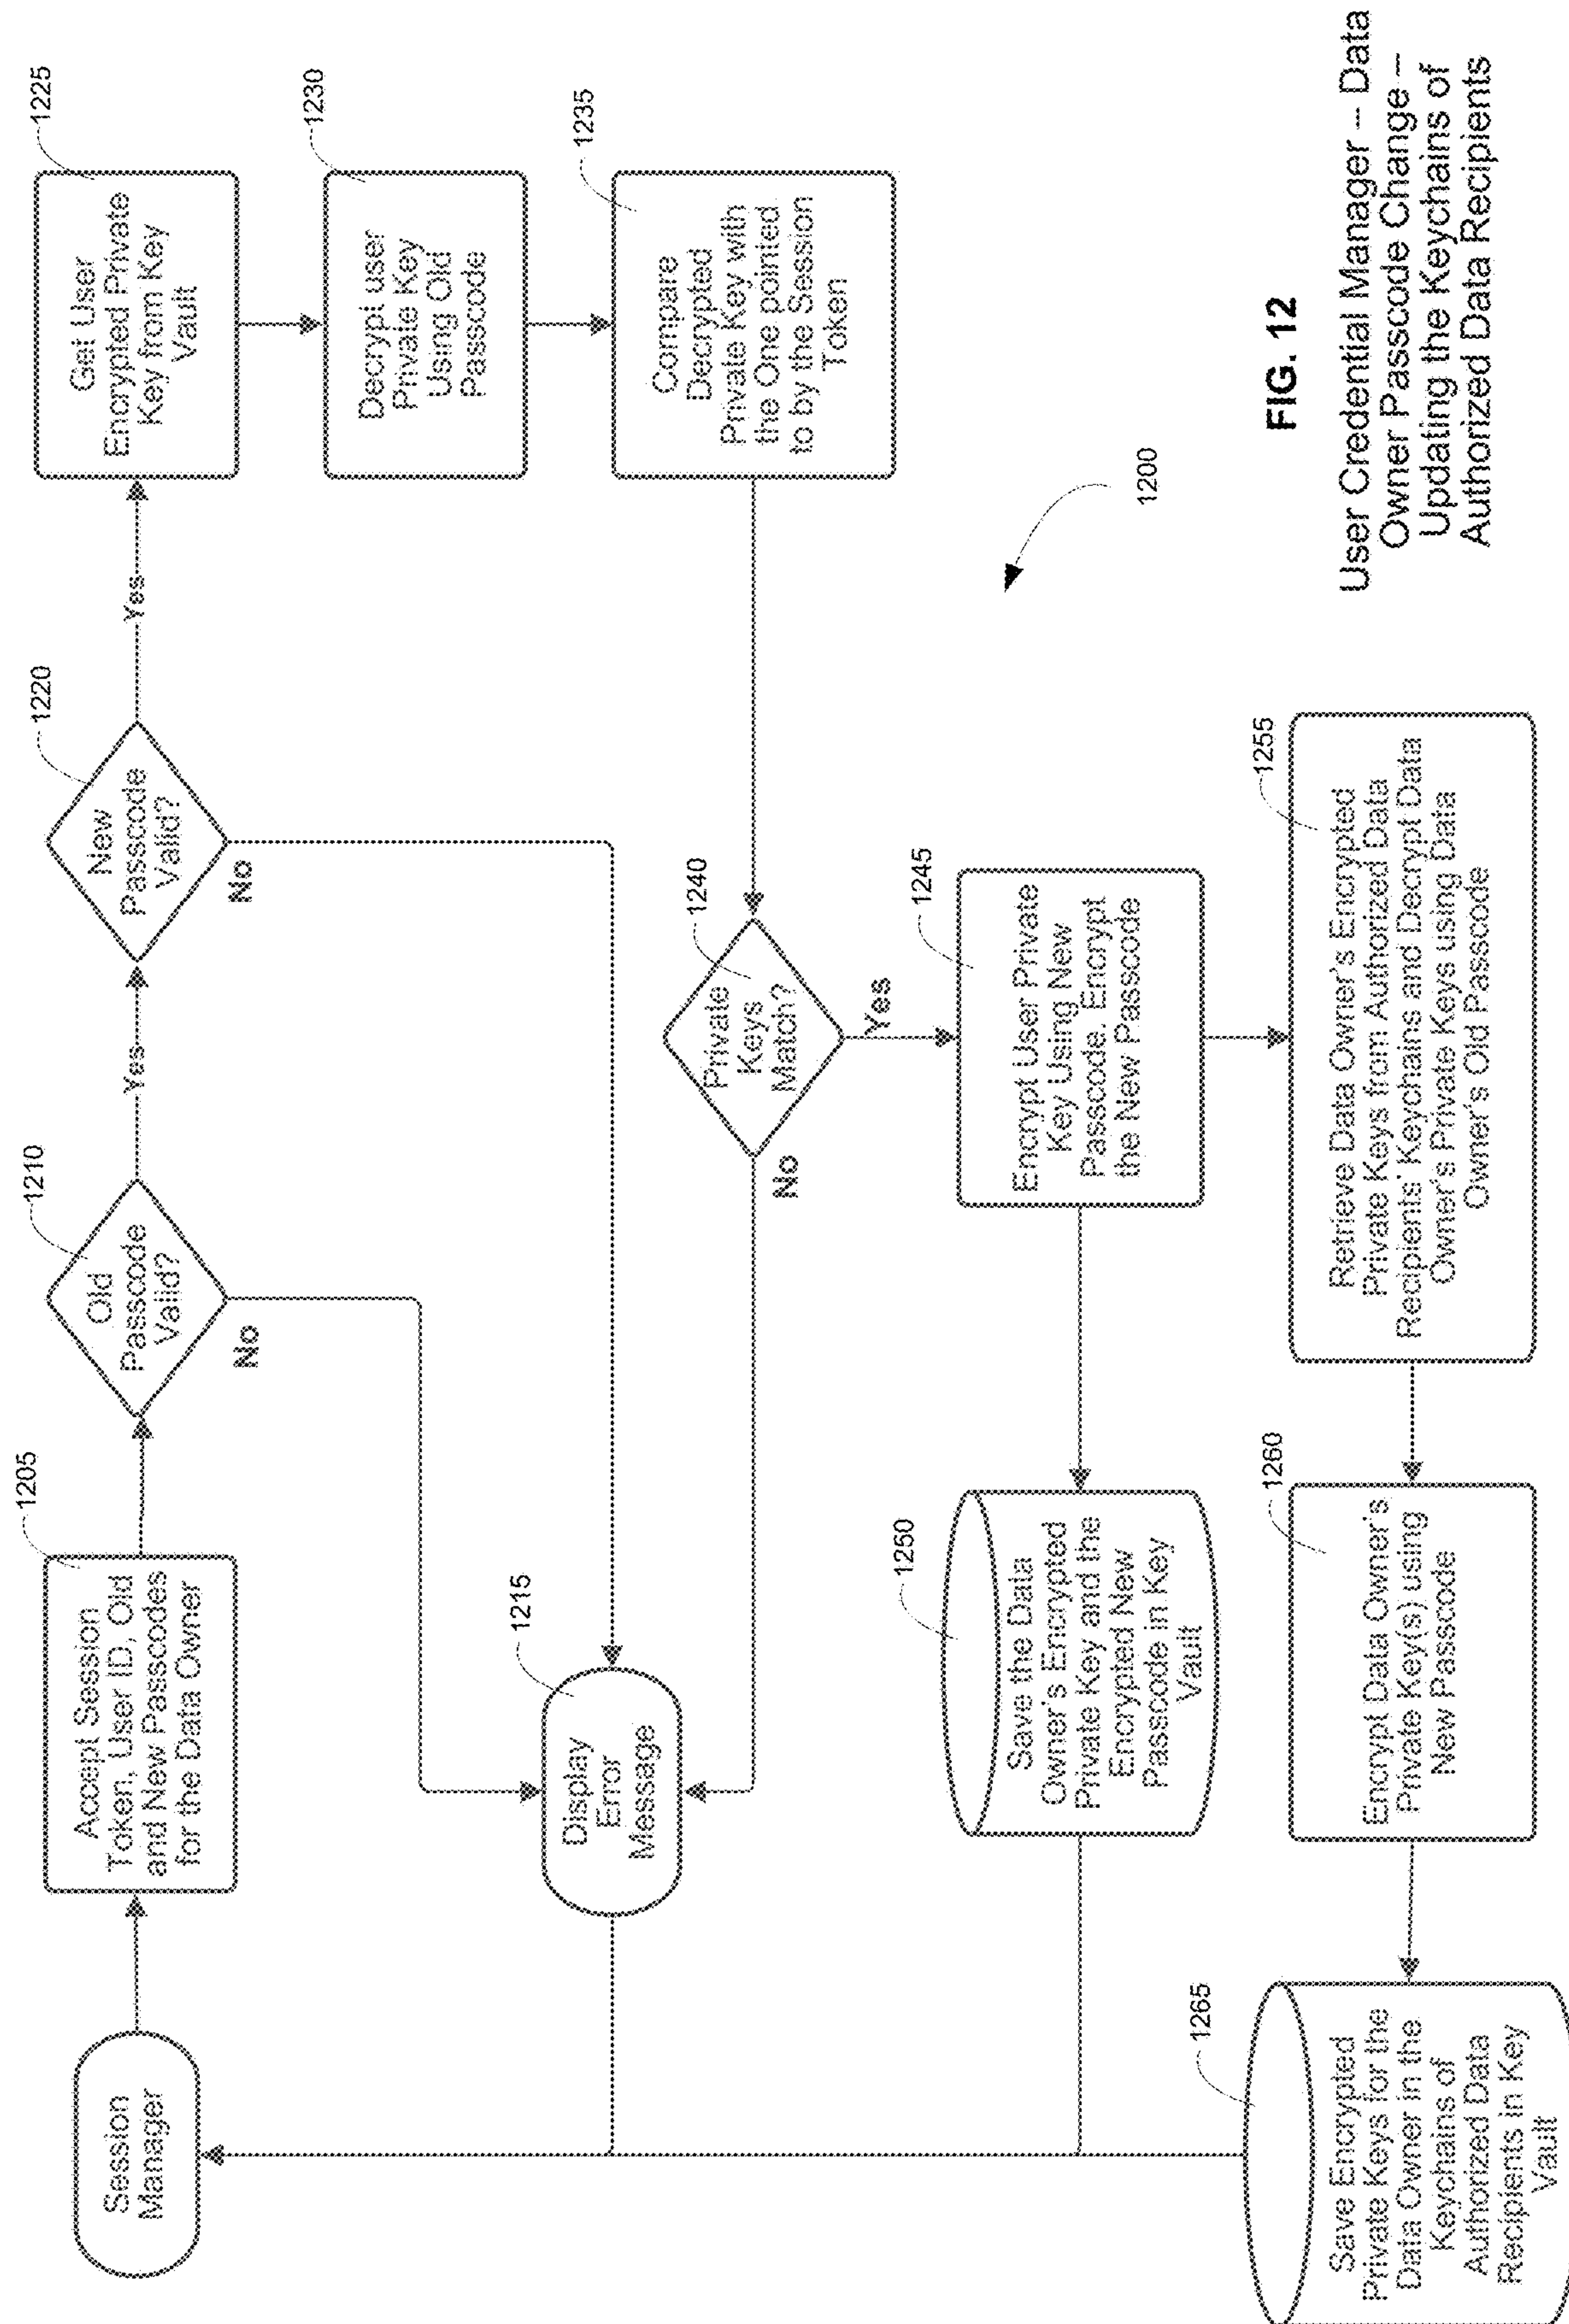 Session
Manager
1205
Accept Session
Token, User ID, Old
and New Passcodes
for the Data Owner
1210
Old
Passcode
Valid?
Yes
No
1220
New
Passcode
Valid?
Yes
No
1225
Get User
Encrypted Private
Key from Key
Vault
1230
Decrypt user
Private Key
Using Old
Passcode
1235
Compare
Decrypted
Private Key with
the One pointed
to by the Session
Token
1215
Display
Error
Message
1240
Private
Keys
Match?
No
Yes
1200
1245
Encrypt User Private
Key Using New
Passcode. Encrypt
the New Passcode
1250
Save the Data
Owner's Encrypted
Private Key and the
Encrypted New
Passcode in Key
Vault
1255
Retrieve Data Owner's Encrypted
Private Keys from Authorized Data
Recipients' Keychains and Decrypt Data
Owner's Private Keys using Data
Owner's Old Passcode
1260
Encrypt Data Owner's
Private Key(s) using
New Passcode
1265
Save Encrypted
Private Keys for the
Data Owner in the
Keychains of
Authorized Data
Recipients in Key
Vault
FIG. 12
User Credential Manager – Data
Owner Passcode Change –
Updating the Keychains of
Authorized Data Recipients